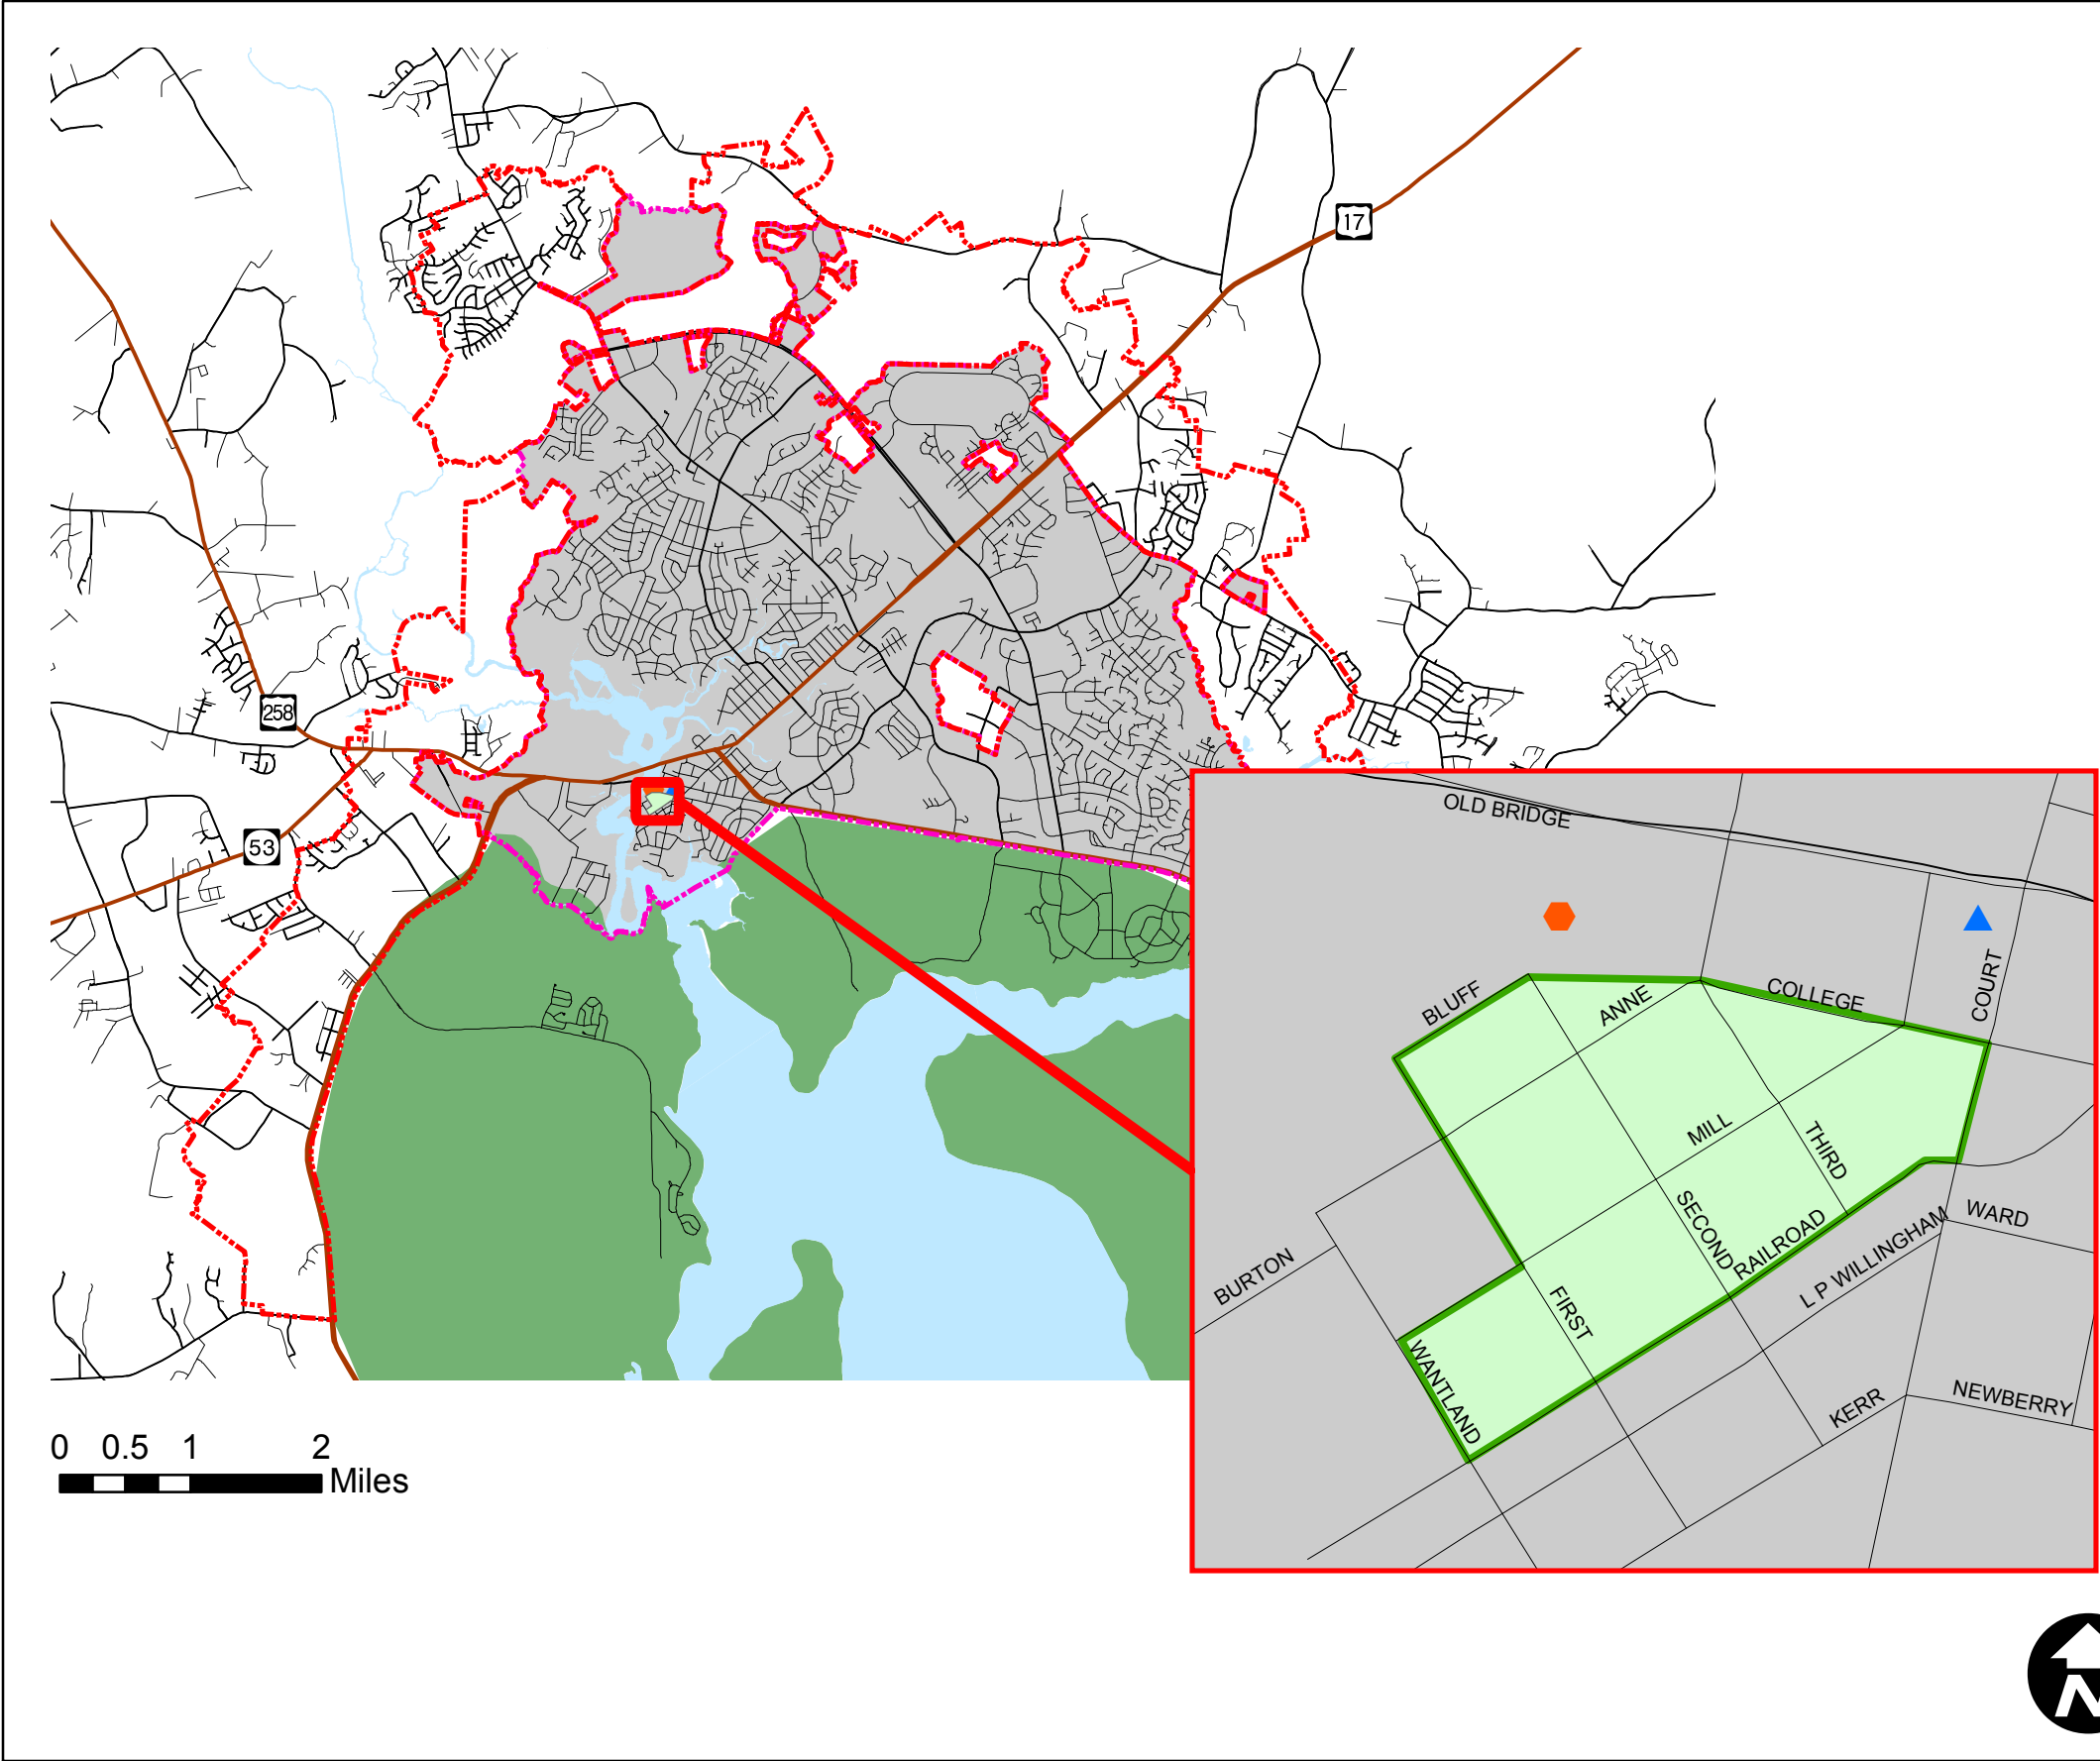 17
258
53
OLD BRIDGE
BLUFF
ANNE
COLLEGE
COURT
MILL
THIRD
SECOND
RAILROAD
WARD
L P WILLINGHAM
BURTON
FIRST
WANTLAND
KERR
NEWBERRY
0 0.5 1 2
Miles
N